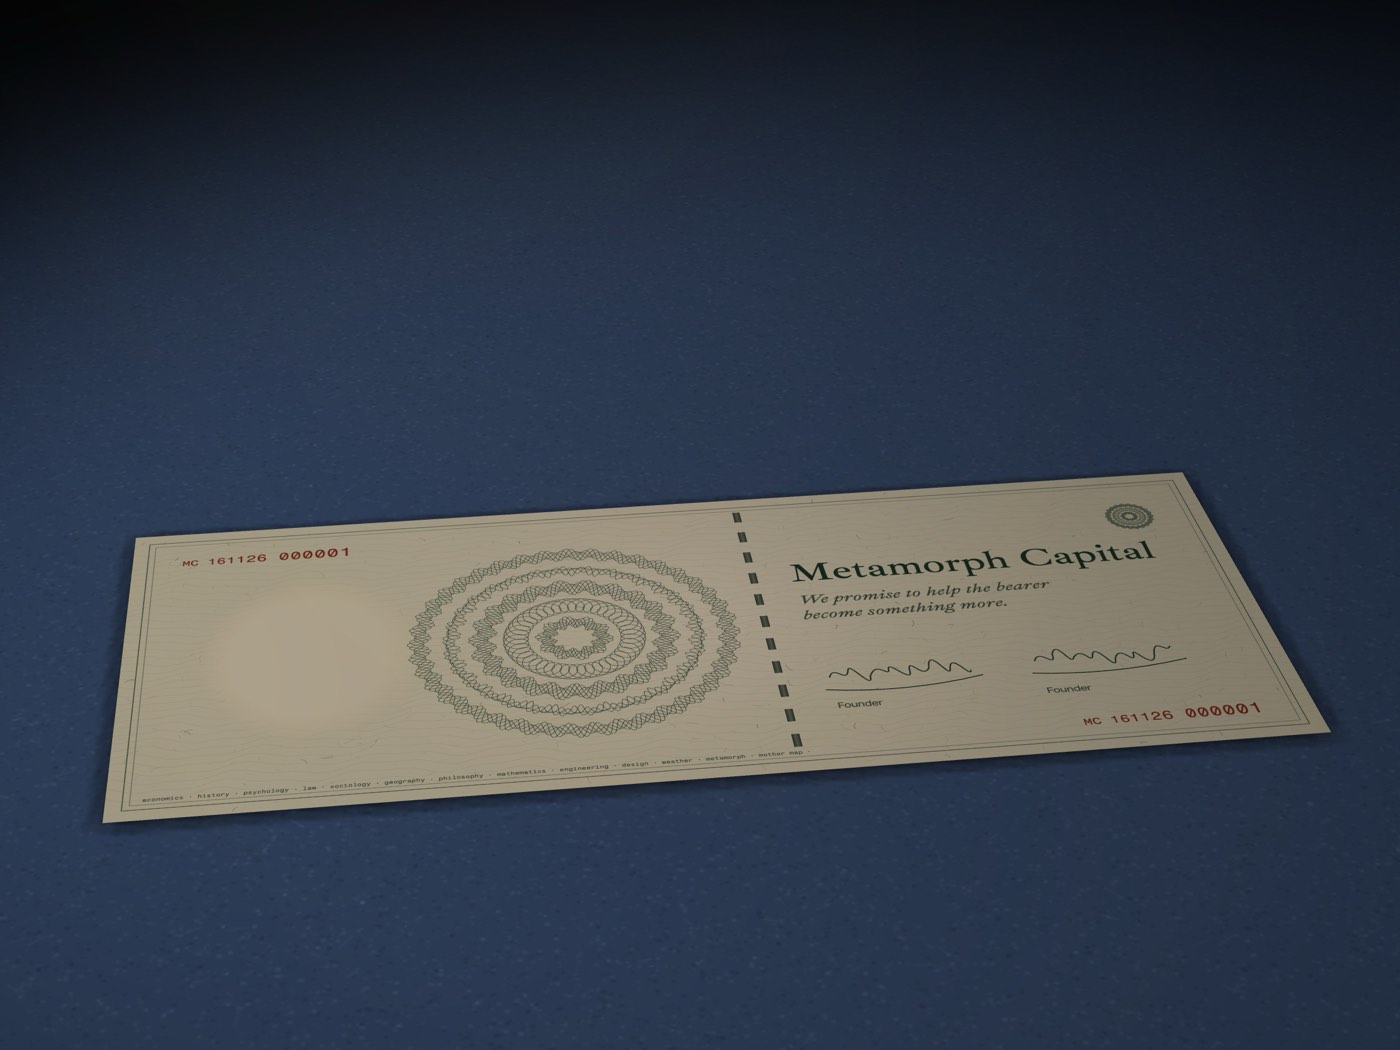 MC 161126 000001
Metamorph Capital
We promise to help the bearer
become something more.
Founder
Founder
MC 161126 000001
economics · history · psychology · law · sociology · geography · philosophy · mathematics · engineering · design · weather · metamorph · mother map ·